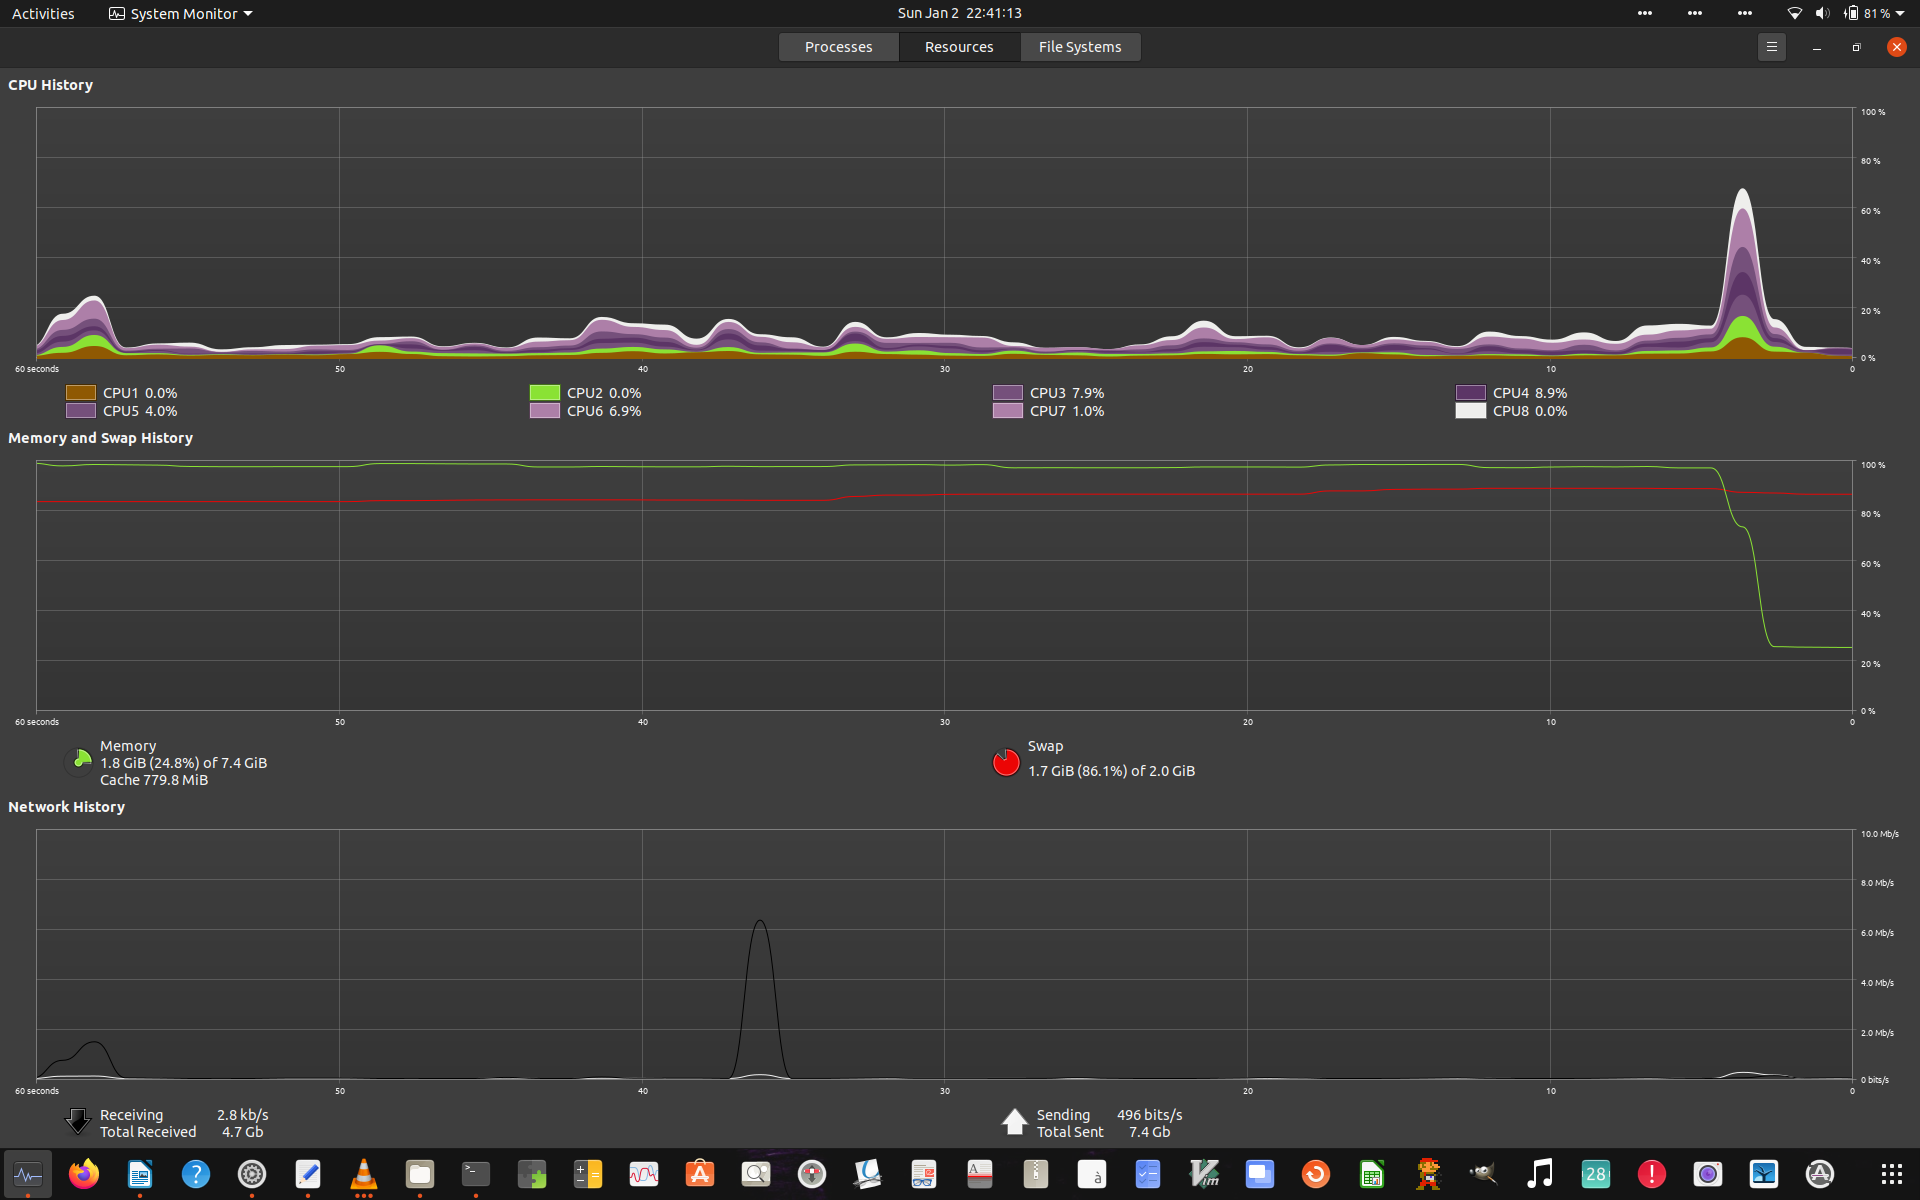 Activities System Monitor Sun Jan 2 22:41:13 81 %
Processes Resources File Systems
CPU History
100 %
80 %
60 %
40 %
20 %
0 %
60 seconds 50 40 30 20 10 0
CPU1 0.0% CPU2 0.0% CPU3 7.9% CPU4 8.9%
CPU5 4.0% CPU6 6.9% CPU7 1.0% CPU8 0.0%
Memory and Swap History
100 %
80 %
60 %
40 %
20 %
0 %
60 seconds 50 40 30 20 10 0
Memory
1.8 GiB (24.8%) of 7.4 GiB
Cache 779.8 MiB
Swap
1.7 GiB (86.1%) of 2.0 GiB
Network History
10.0 Mb/s
8.0 Mb/s
6.0 Mb/s
4.0 Mb/s
2.0 Mb/s
0 bits/s
60 seconds 50 40 30 20 10 0
Receiving 2.8 kb/s
Total Received 4.7 Gb
Sending 496 bits/s
Total Sent 7.4 Gb
28